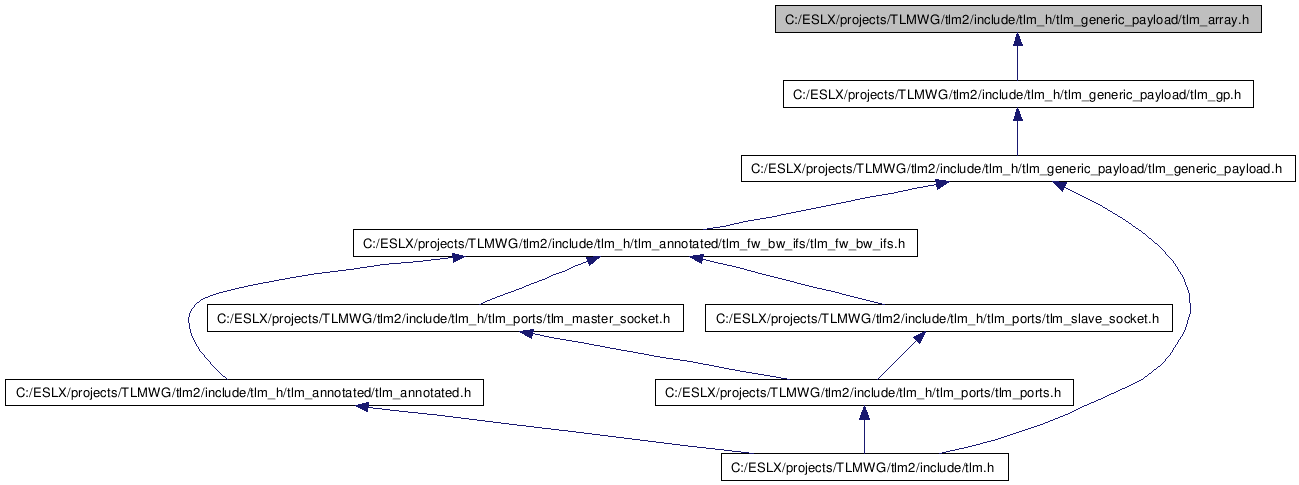 C:/ESLX/projects/TLMWG/tlm2/include/tlm_h/tlm_generic_payload/tlm_array.h
C:/ESLX/projects/TLMWG/tlm2/include/tlm_h/tlm_generic_payload/tlm_gp.h
C:/ESLX/projects/TLMWG/tlm2/include/tlm_h/tlm_generic_payload/tlm_generic_payload.h
C:/ESLX/projects/TLMWG/tlm2/include/tlm_h/tlm_annotated/tlm_fw_bw_ifs/tlm_fw_bw_ifs.h
C:/ESLX/projects/TLMWG/tlm2/include/tlm_h/tlm_ports/tlm_master_socket.h
C:/ESLX/projects/TLMWG/tlm2/include/tlm_h/tlm_ports/tlm_slave_socket.h
C:/ESLX/projects/TLMWG/tlm2/include/tlm_h/tlm_annotated/tlm_annotated.h
C:/ESLX/projects/TLMWG/tlm2/include/tlm_h/tlm_ports/tlm_ports.h
C:/ESLX/projects/TLMWG/tlm2/include/tlm.h